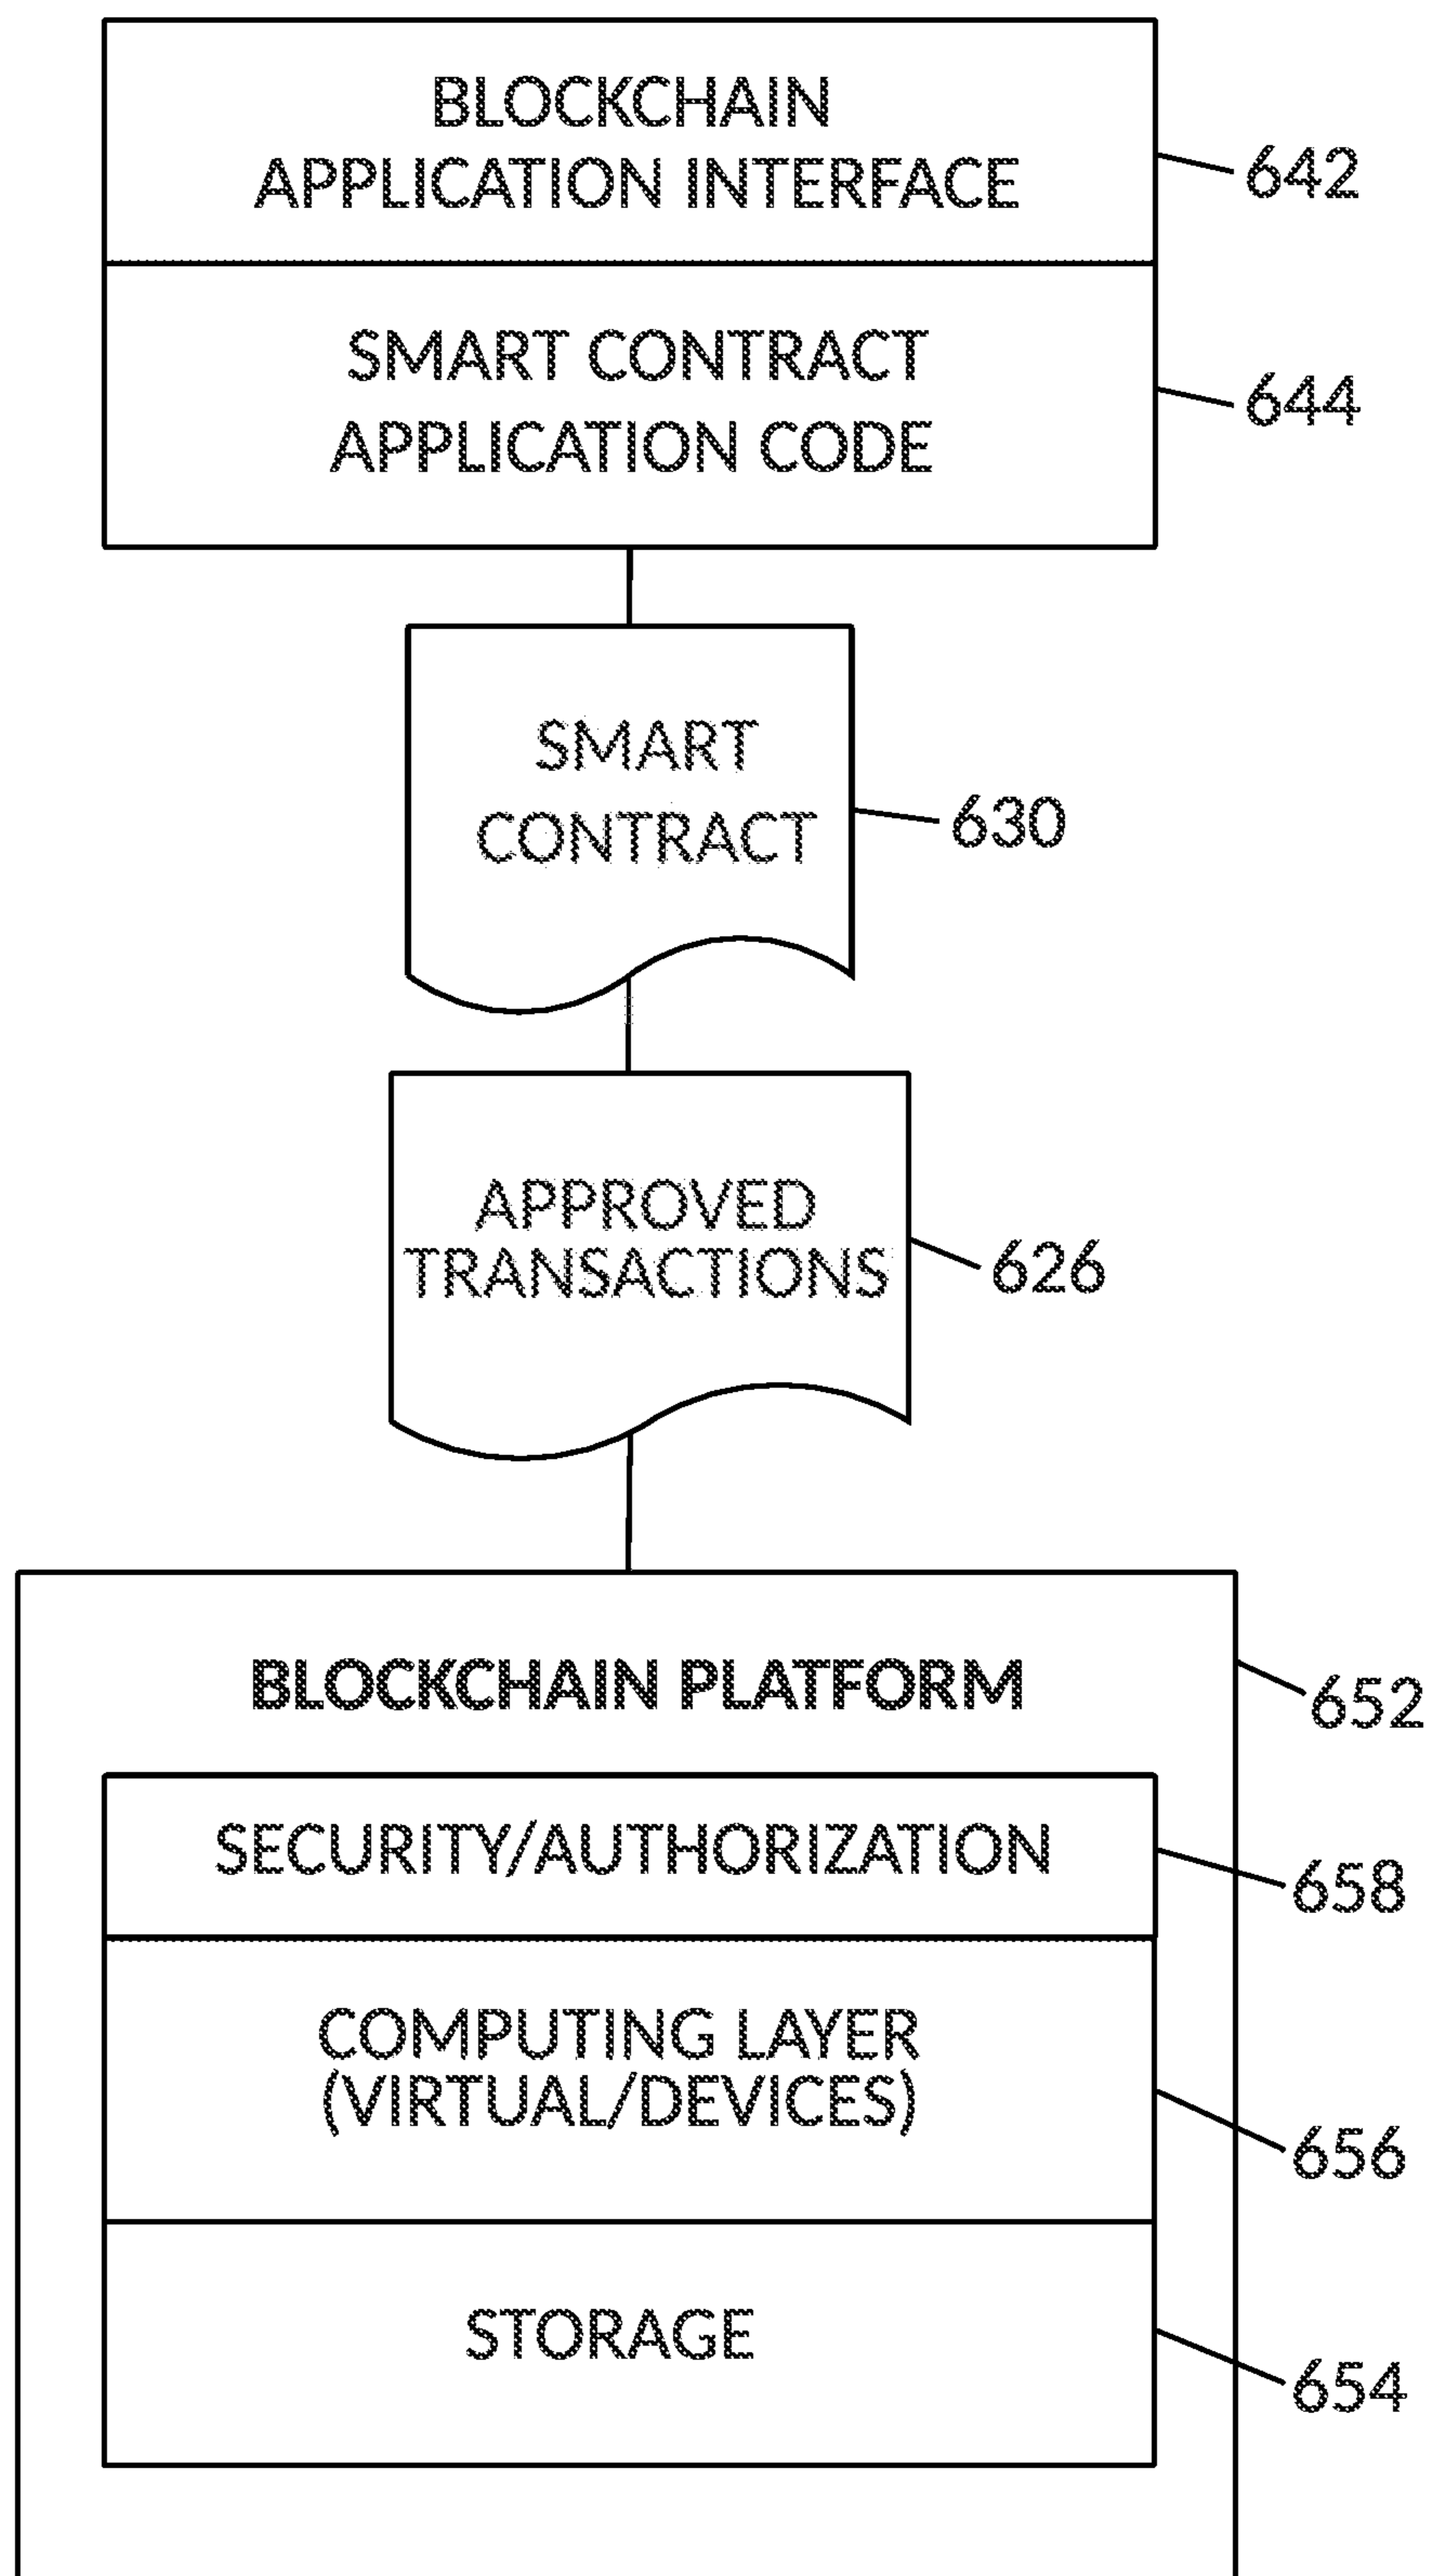 BLOCKCHAIN
APPLICATION INTERFACE
642
SMART CONTRACT
APPLICATION CODE
644
SMART
CONTRACT
630
APPROVED
TRANSACTIONS
626
BLOCKCHAIN PLATFORM
652
SECURITY/AUTHORIZATION
658
COMPUTING LAYER
(VIRTUAL/DEVICES)
656
STORAGE
654